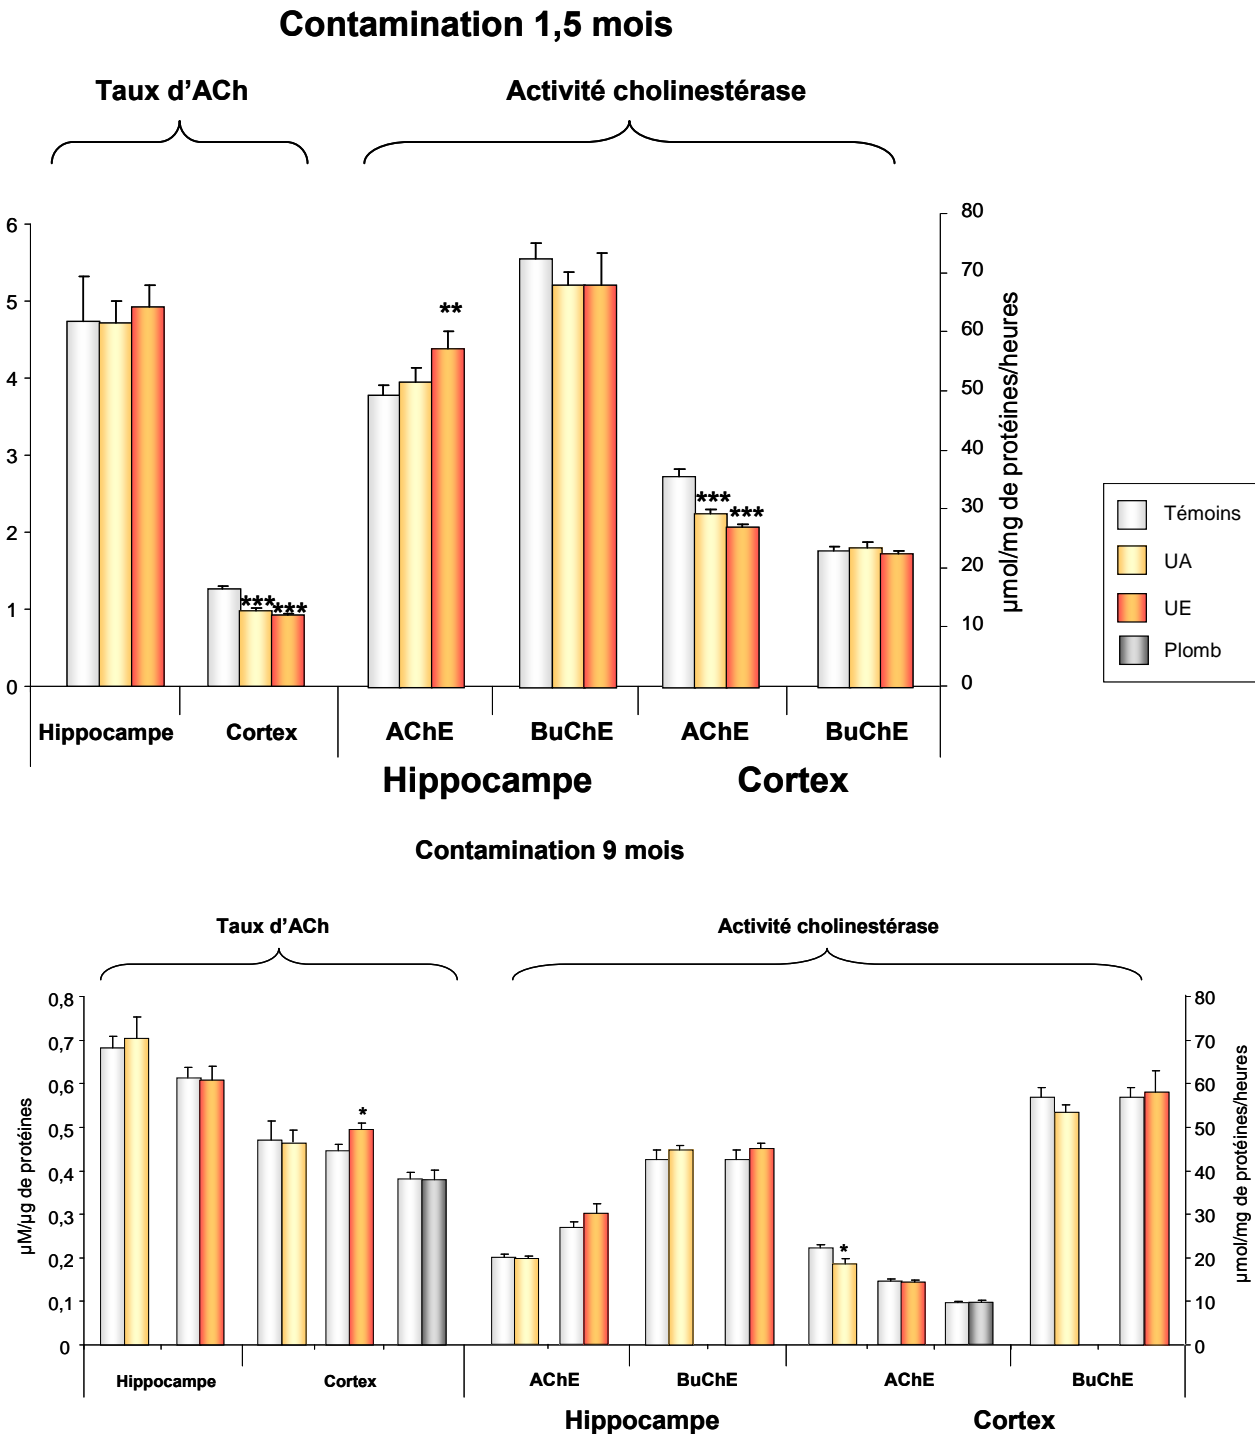 Contamination 1,5 mois
Taux d’ACh
Activité cholinestérase
6
5
4
3
2
1
0
80
70
60
50
40
30
20
10
0
µmol/mg de protéines/heures
**
***
***
***
***
Hippocampe
Cortex
AChE
BuChE
AChE
BuChE
Hippocampe
Cortex
Témoins
UA
UE
Plomb
Contamination 9 mois
Taux d’ACh
Activité cholinestérase
0,8
0,7
0,6
0,5
0,4
0,3
0,2
0,1
0
µM/µg de protéines
80
70
60
50
40
30
20
10
0
µmol/mg de protéines/heures
*
*
Hippocampe
Cortex
AChE
BuChE
AChE
BuChE
Hippocampe
Cortex